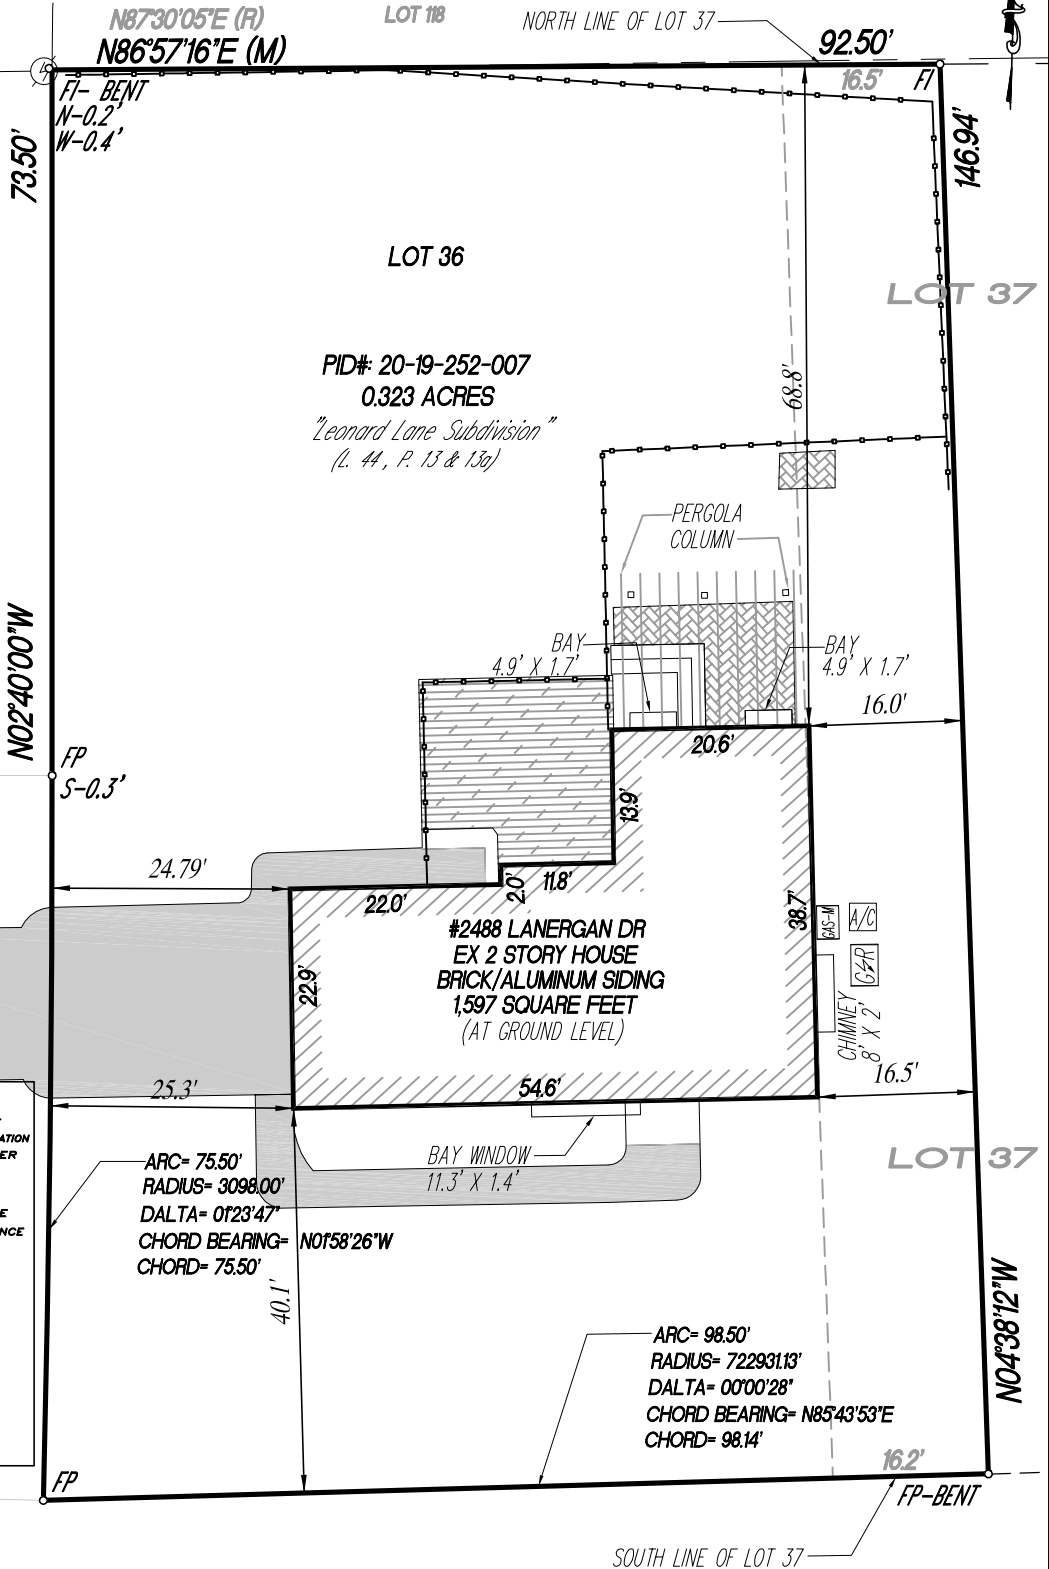 N87°30'05"E (R)
LOT 118
NORTH LINE OF LOT 37
N86°57'16"E (M)
92.50'
16.5'
FI
FI- BENT
N-0.2'
W-0.4'
73.50'
146.94'
LOT 36
LOT 37
PID#: 20-19-252-007
0.323 ACRES
"Leonard Lane Subdivision "
(L. 44 , P. 13 & 13a)
68.8'
PERGOLA
COLUMN
BAY
4.9' X 1.7'
BAY
4.9' X 1.7'
N02°40'00"W
16.0'
20.6'
FP
S-0.3'
13.9'
24.79'
22.0'
2.0'
11.8'
38.7'
GAS-M
A/C
#2488 LANERGAN DR
EX 2 STORY HOUSE
BRICK/ALUMINUM SIDING
1,597 SQUARE FEET
(AT GROUND LEVEL)
22.9'
CHIMNEY
8' X 2'
25.3'
54.6'
16.5'
ATION
ER
E
NCE
BAY WINDOW
11.3' X 1.4'
LOT 37
ARC= 75.50'
RADIUS= 3098.00'
DALTA= 01°23'47"
CHORD BEARING= N01°58'26"W
CHORD= 75.50'
40.1'
N04°38'12"W
ARC= 98.50'
RADIUS= 722931.13'
DALTA= 00°00'28"
CHORD BEARING= N85°43'53"E
CHORD= 98.14'
16.2'
FP
FP-BENT
SOUTH LINE OF LOT 37